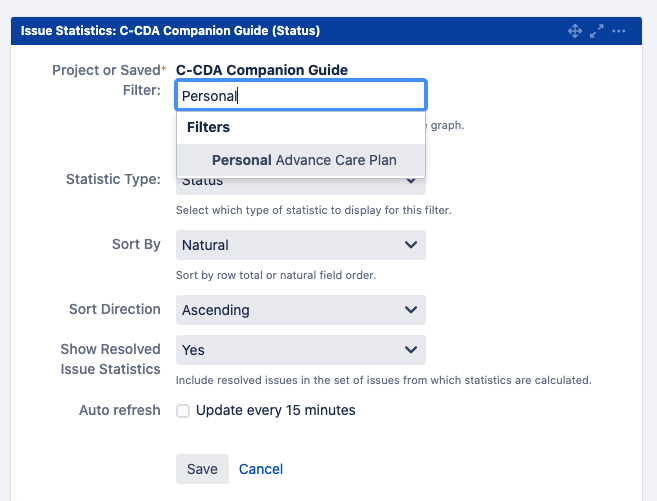 Issue Statistics: C-CDA Companion Guide (Status)
Project or Saved* C-CDA Companion Guide
Filter: Personal
graph.
Filters
Personal Advance Care Plan
Statistic Type: Status
Select which type of statistic to display for this filter.
Sort By Natural
Sort by row total or natural field order.
Sort Direction Ascending
Show Resolved Yes
Issue Statistics
Include resolved issues in the set of issues from which statistics are calculated.
Auto refresh Update every 15 minutes
Save Cancel